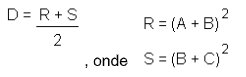 D = (R + S) / 2 , onde R = (A + B)²
S = (B + C)²